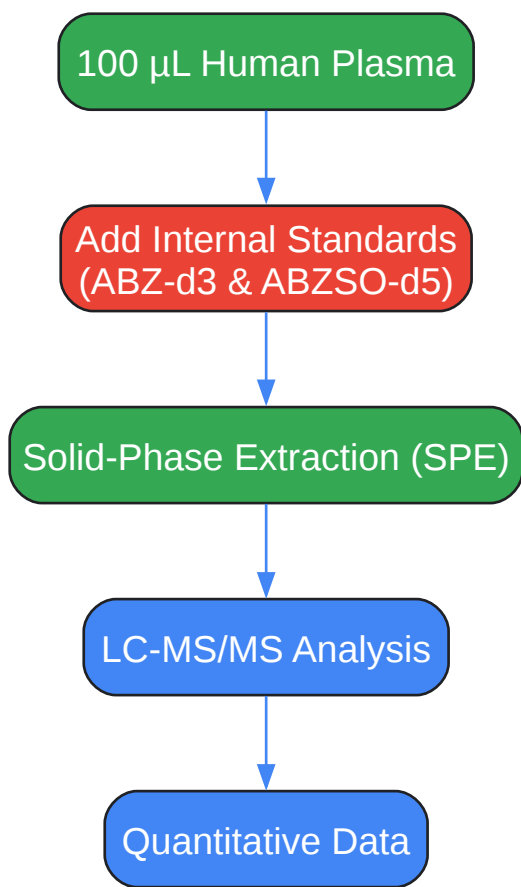 100 µL Human Plasma
Add Internal Standards
(ABZ-d3 & ABZSO-d5)
Solid-Phase Extraction (SPE)
LC-MS/MS Analysis
Quantitative Data